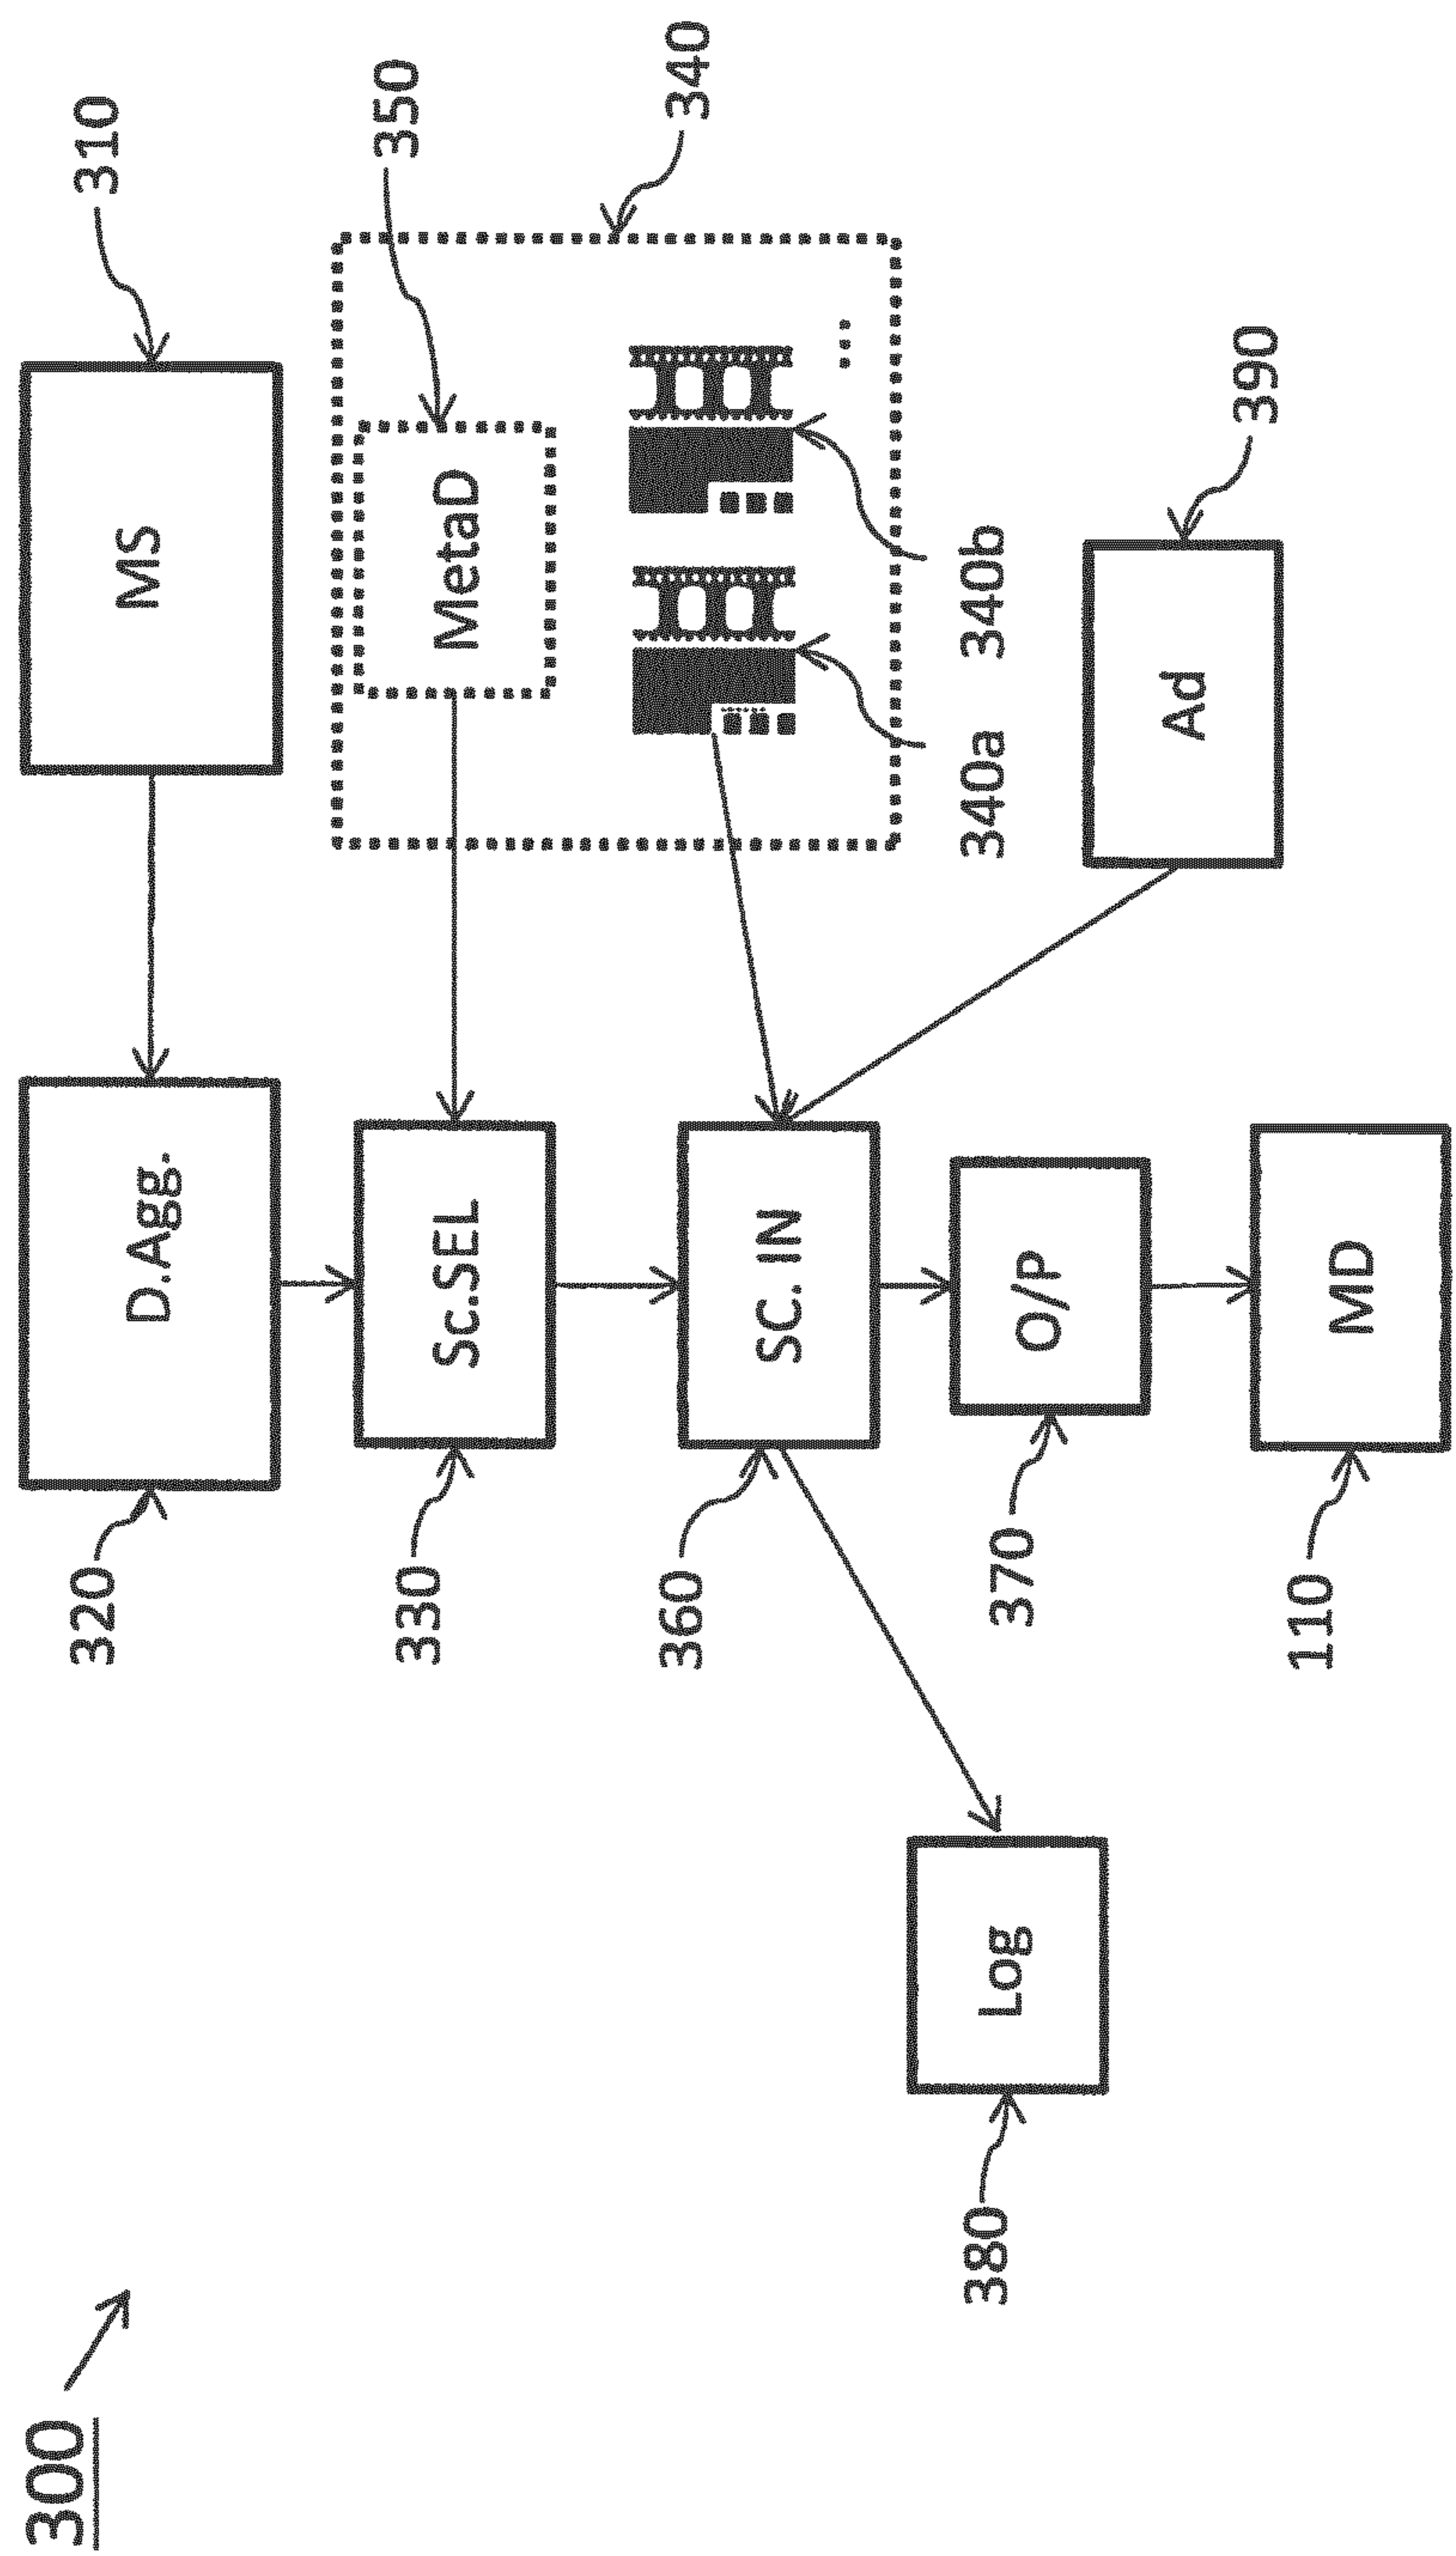 300
320
310
D.Agg.
MS
350
330
Sc.SEL
MetaD
340
360
SC. IN
340a
340b
380
Log
370
O/P
Ad
390
110
MD